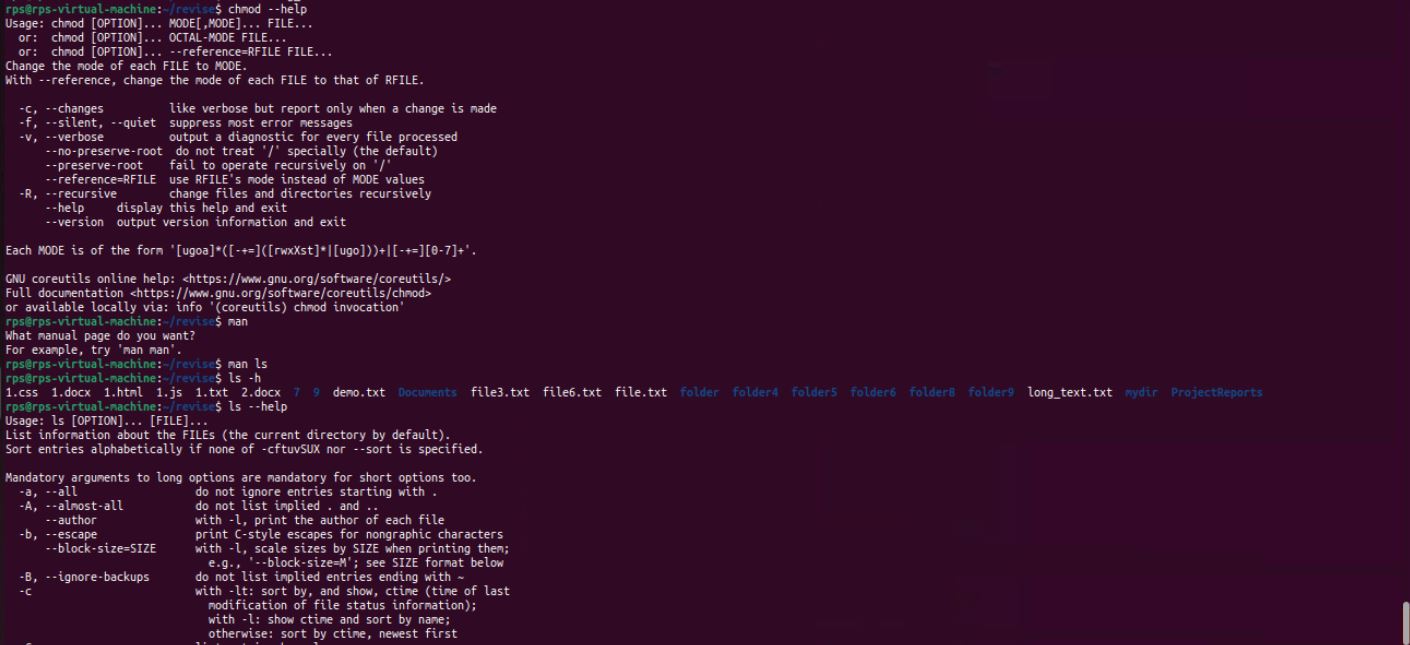 rps@rps-virtual-machine:~/revise$ chmod --help
Usage: chmod [OPTION]... MODE[,MODE]... FILE...
  or:  chmod [OPTION]... OCTAL-MODE FILE...
  or:  chmod [OPTION]... --reference=RFILE FILE...
Change the mode of each FILE to MODE.
With --reference, change the mode of each FILE to that of RFILE.

  -c, --changes          like verbose but report only when a change is made
  -f, --silent, --quiet  suppress most error messages
  -v, --verbose          output a diagnostic for every file processed
      --no-preserve-root  do not treat '/' specially (the default)
      --preserve-root    fail to operate recursively on '/'
      --reference=RFILE  use RFILE's mode instead of MODE values
  -R, --recursive        change files and directories recursively
      --help     display this help and exit
      --version  output version information and exit

Each MODE is of the form '[ugoa]*([-+=]([rwxXst]*|[ugo]))+|[-+=][0-7]+'.

GNU coreutils online help: <https://www.gnu.org/software/coreutils/>
Full documentation <https://www.gnu.org/software/coreutils/chmod>
or available locally via: info '(coreutils) chmod invocation'
rps@rps-virtual-machine:~/revise$ man
What manual page do you want?
For example, try 'man man'.
rps@rps-virtual-machine:~/revise$ man ls
rps@rps-virtual-machine:~/revise$ ls -h
1.css  1.docx  1.html  1.js  1.txt  2.docx  7  9  demo.txt  Documents  file3.txt  file6.txt  file.txt  folder  folder4  folder5  folder6  folder8  folder9  long_text.txt  mydir  ProjectReports
rps@rps-virtual-machine:~/revise$ ls --help
Usage: ls [OPTION]... [FILE]...
List information about the FILEs (the current directory by default).
Sort entries alphabetically if none of -cftuvSUX nor --sort is specified.

Mandatory arguments to long options are mandatory for short options too.
  -a, --all                  do not ignore entries starting with .
  -A, --almost-all           do not list implied . and ..
      --author               with -l, print the author of each file
  -b, --escape               print C-style escapes for nongraphic characters
      --block-size=SIZE      with -l, scale sizes by SIZE when printing them;
                               e.g., '--block-size=M'; see SIZE format below
  -B, --ignore-backups       do not list implied entries ending with ~
  -c                         with -lt: sort by, and show, ctime (time of last
                               modification of file status information);
                               with -l: show ctime and sort by name;
                               otherwise: sort by ctime, newest first